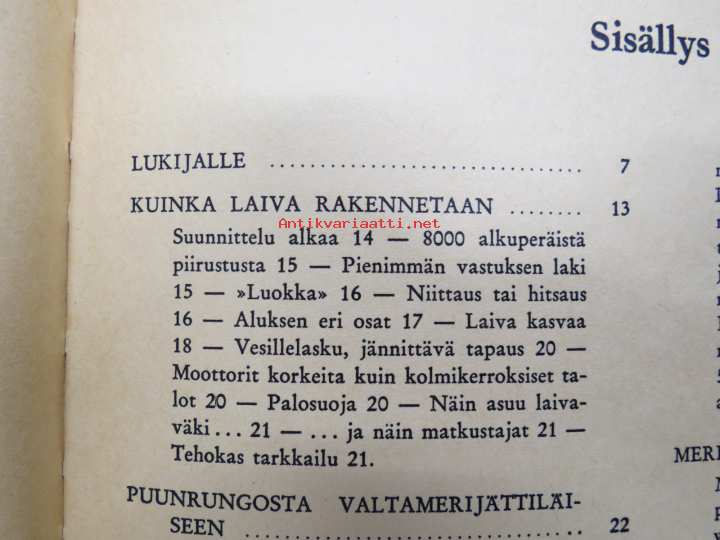 Sisällys
LUKIJALLE ................................ 7
KUINKA LAIVA RAKENNETAAN ........ 13
Antikvariaatti.net
Suunnittelu alkaa 14 — 8000 alkuperäistä
piirustusta 15 — Pienimmän vastuksen laki
15 — »Luokka» 16 — Niittaus tai hitsaus
16 — Aluksen eri osat 17 — Laiva kasvaa
18 — Vesillelasku, jännittävä tapaus 20 —
Moottorit korkeita kuin kolmikerroksiset ta-
lot 20 — Palosuoja 20 — Näin asuu laiva-
väki... 21 — ... ja näin matkustajat 21 —
Tehokas tarkkailu 21.
PUUNRUNGOSTA VALTAMERIJÄTTILÄI-
SEEN .................................. 22